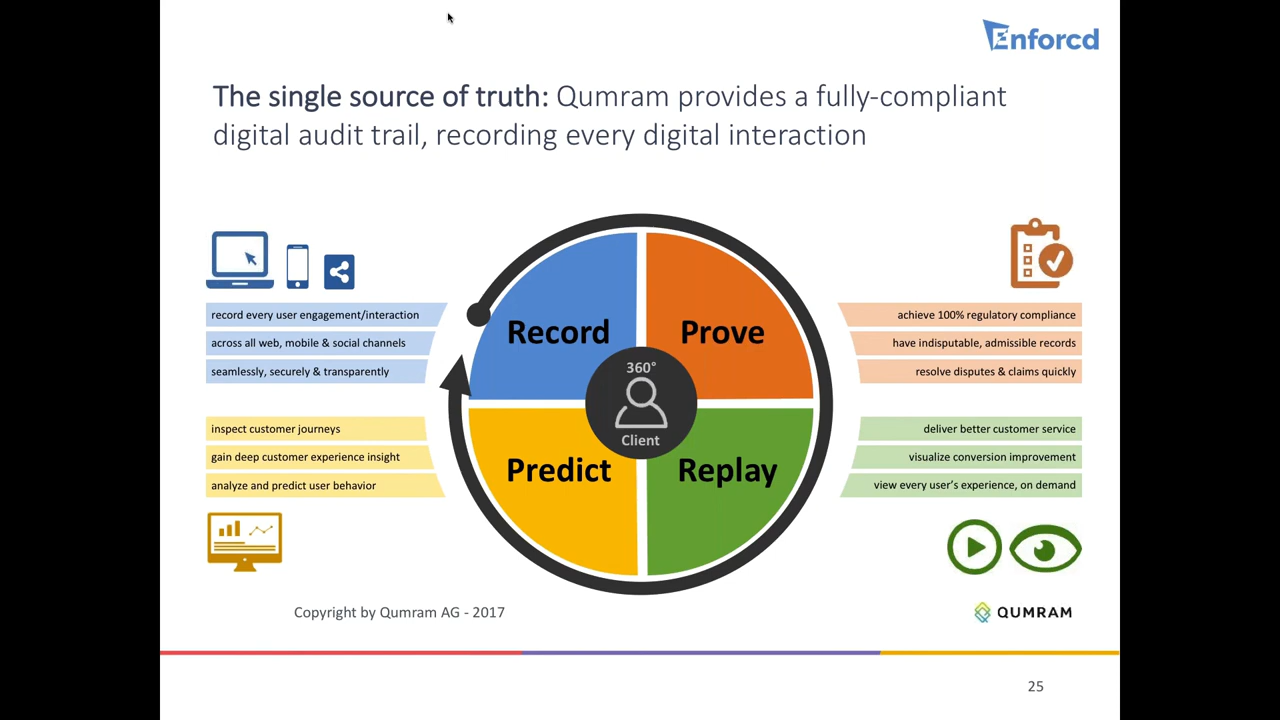 Enforcd
The single source of truth: Qumram provides a fully-compliant
digital audit trail, recording every digital interaction
record every user engagement/interaction
across all web, mobile & social channels
seamlessly, securely & transparently
Record
Prove
achieve 100% regulatory compliance
have indisputable, admissible records
resolve disputes & claims quickly
360°
Client
inspect customer journeys
gain deep customer experience insight
analyze and predict user behavior
Predict
Replay
deliver better customer service
visualize conversion improvement
view every user's experience, on demand
Copyright by Qumram AG - 2017
QUMRAM
25